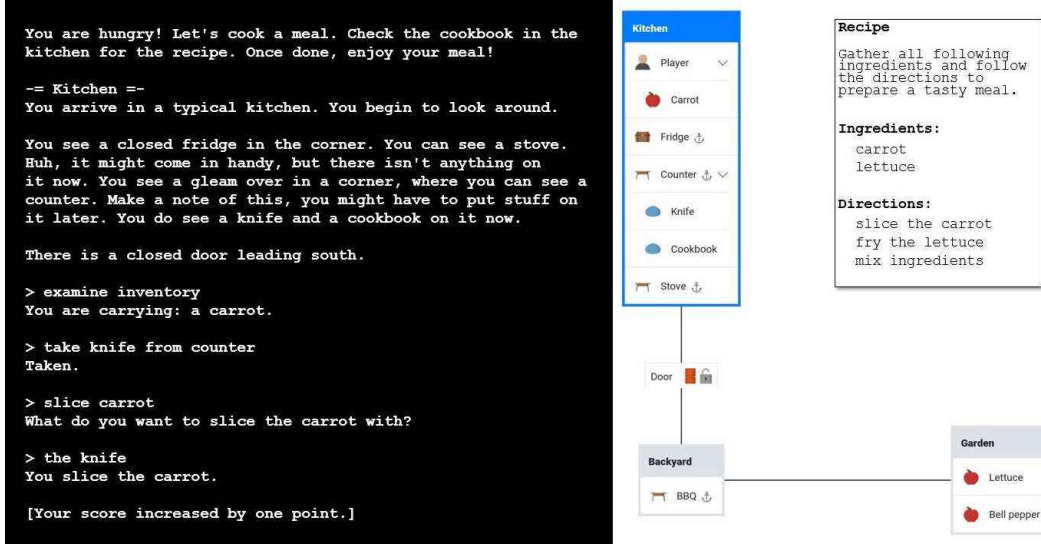 You are hungry! Let's cook a meal. Check the cookbook in the
kitchen for the recipe. Once done, enjoy your meal!
-= Kitchen =-
You arrive in a typical kitchen. You begin to look around.
You see a closed fridge in the corner. You can see a stove.
Huh, it might come in handy, but there isn't anything on
it now. You see a gleam over in a corner, where you can see a
counter. Make a note of this, you might have to put stuff on
it later. You do see a knife and a cookbook on it now.
There is a closed door leading south.
> examine inventory
You are carrying: a carrot.
> take knife from counter
Taken.
> slice carrot
What do you want to slice the carrot with?
> the knife
You slice the carrot.
[Your score increased by one point.]
Kitchen
Player
Carrot
Fridge
Counter
Knife
Cookbook
Stove
Door
Backyard
BBQ
Garden
Lettuce
Bell pepper
Recipe
Gather all following
ingredients and follow
the directions to
prepare a tasty meal.
Ingredients:
carrot
lettuce
Directions:
slice the carrot
fry the lettuce
mix ingredients